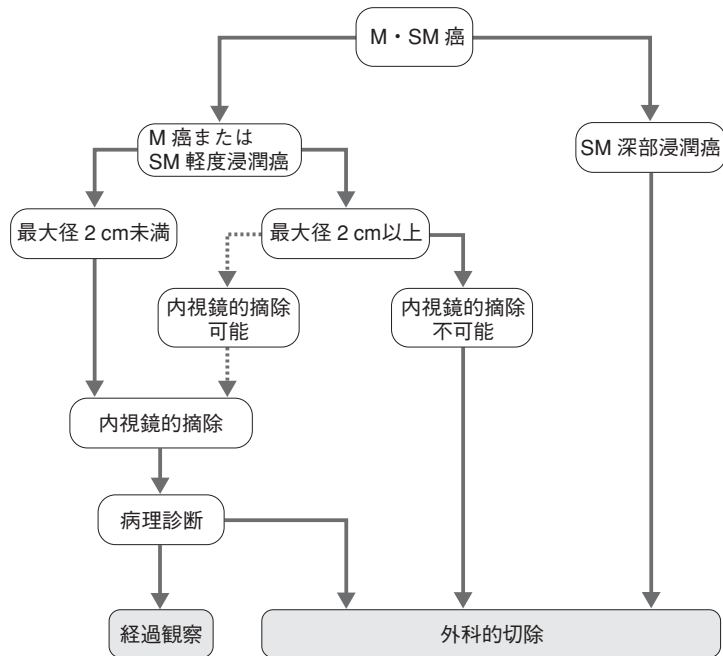 M・SM 癌
M 癌または
SM 軽度浸潤癌
SM 深部浸潤癌
最大径 2 cm未満
最大径 2 cm以上
内視鏡的摘除
可能
内視鏡的摘除
不可能
内視鏡的摘除
病理診断
経過観察
外科的切除